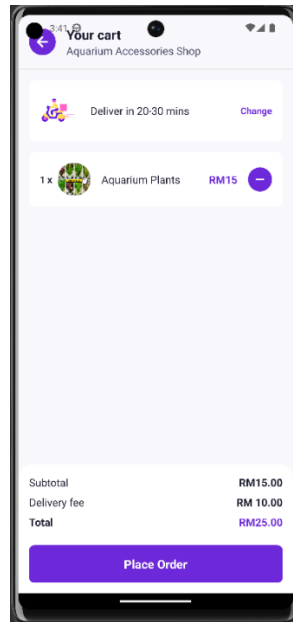 3:41
Your cart
Aquarium Accessories Shop
Deliver in 20-30 mins Change
1 x Aquarium Plants RM15
Subtotal RM15.00
Delivery fee RM 10.00
Total RM25.00
Place Order